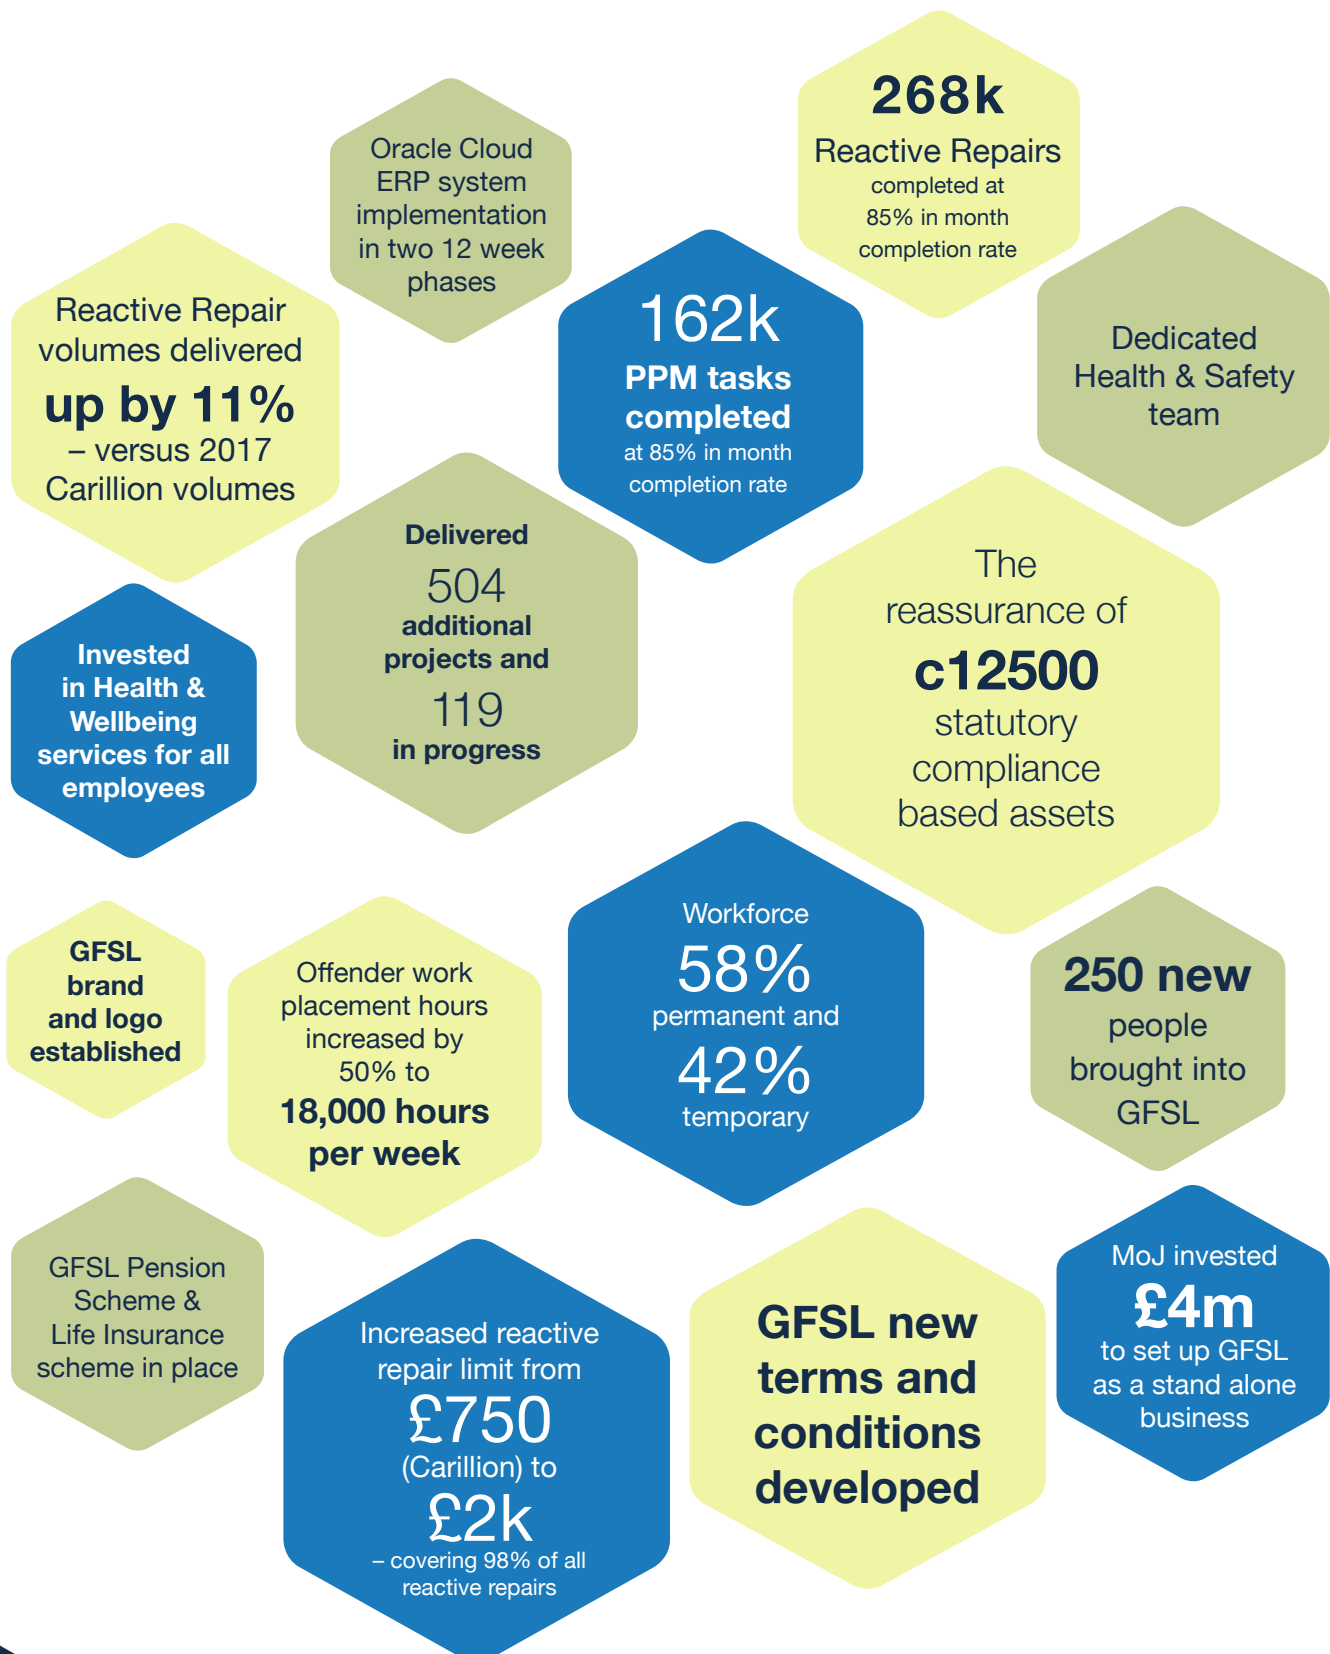 268k
Reactive Repairs
completed at
85% in month
completion rate
Oracle Cloud
ERP system
implementation
in two 12 week
phases
Reactive Repair
volumes delivered
up by 11%
– versus 2017
Carillion volumes
162k
PPM tasks
completed
at 85% in month
completion rate
Dedicated
Health & Safety
team
Delivered
504
additional
projects and
119
in progress
The
reassurance of
c12500
statutory
compliance
based assets
Invested
in Health &
Wellbeing
services for all
employees
Workforce
58%
permanent and
42%
temporary
GFSL
brand
and logo
established
Offender work
placement hours
increased by
50% to
18,000 hours
per week
250 new
people
brought into
GFSL
GFSL Pension
Scheme &
Life Insurance
scheme in place
Increased reactive
repair limit from
£750
(Carillion) to
£2k
– covering 98% of all
reactive repairs
GFSL new
terms and
conditions
developed
MoJ invested
£4m
to set up GFSL
as a stand alone
business